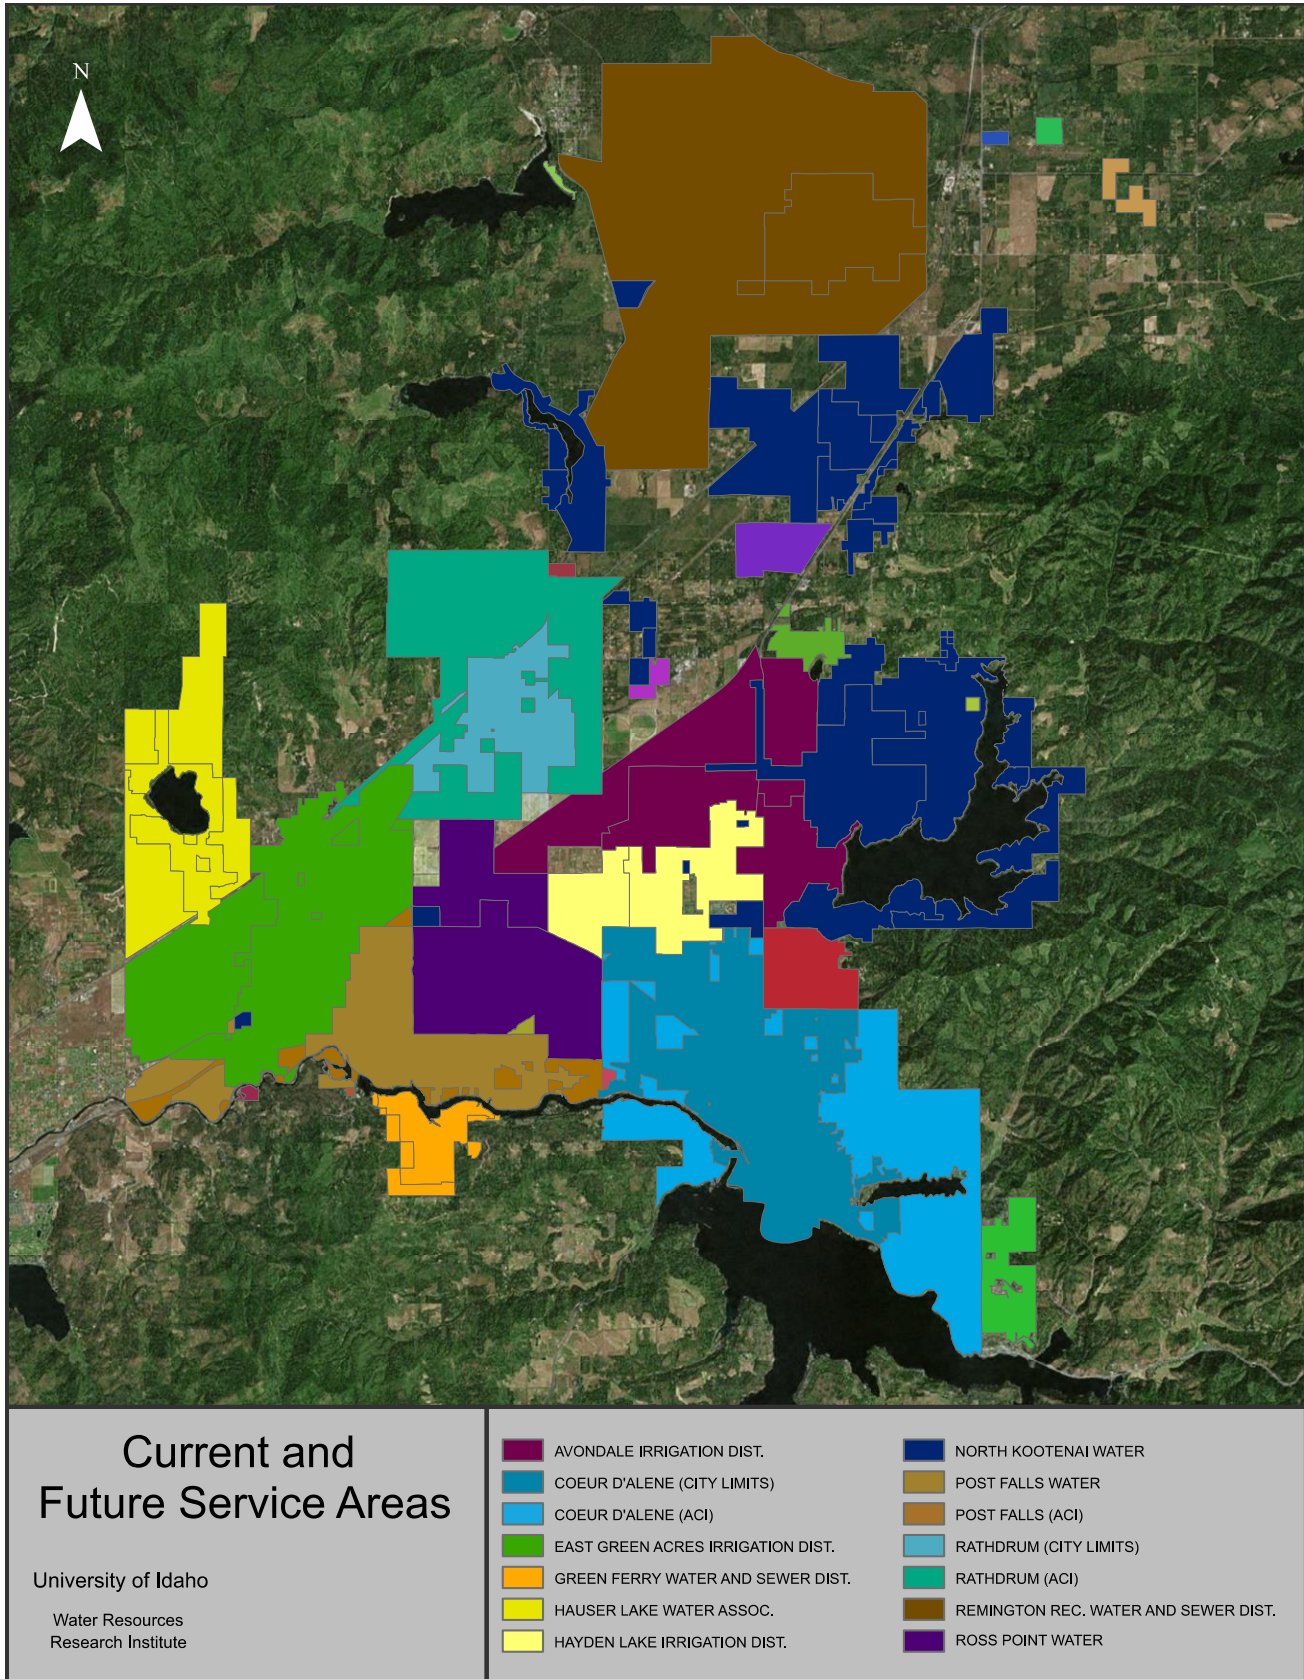 N
Current and
Future Service Areas
University of Idaho
Water Resources
Research Institute
AVONDALE IRRIGATION DIST.
COEUR D'ALENE (CITY LIMITS)
COEUR D'ALENE (ACI)
EAST GREEN ACRES IRRIGATION DIST.
GREEN FERRY WATER AND SEWER DIST.
HAUSER LAKE WATER ASSOC.
HAYDEN LAKE IRRIGATION DIST.
NORTH KOOTENAI WATER
POST FALLS WATER
POST FALLS (ACI)
RATHDRUM (CITY LIMITS)
RATHDRUM (ACI)
REMINGTON REC. WATER AND SEWER DIST.
ROSS POINT WATER